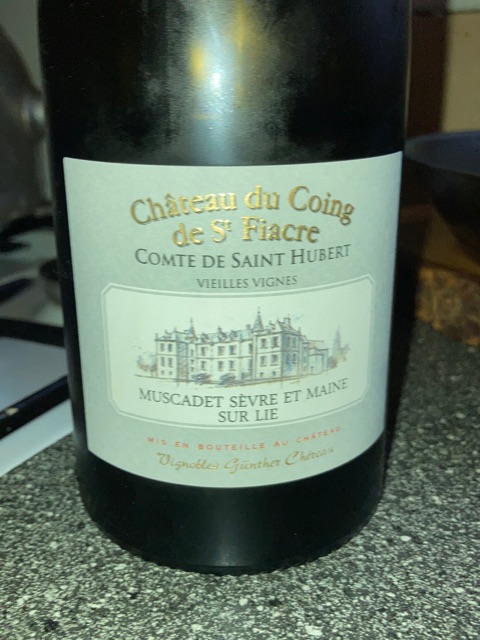 Château du Coing
de St Fiacre
COMTE DE SAINT HUBERT
VIEILLES VIGNES
MUSCADET SÈVRE ET MAINE
SUR LIE
MIS EN BOUTEILLE AU CHÂTEAU
Vignobles Günther Chéreau